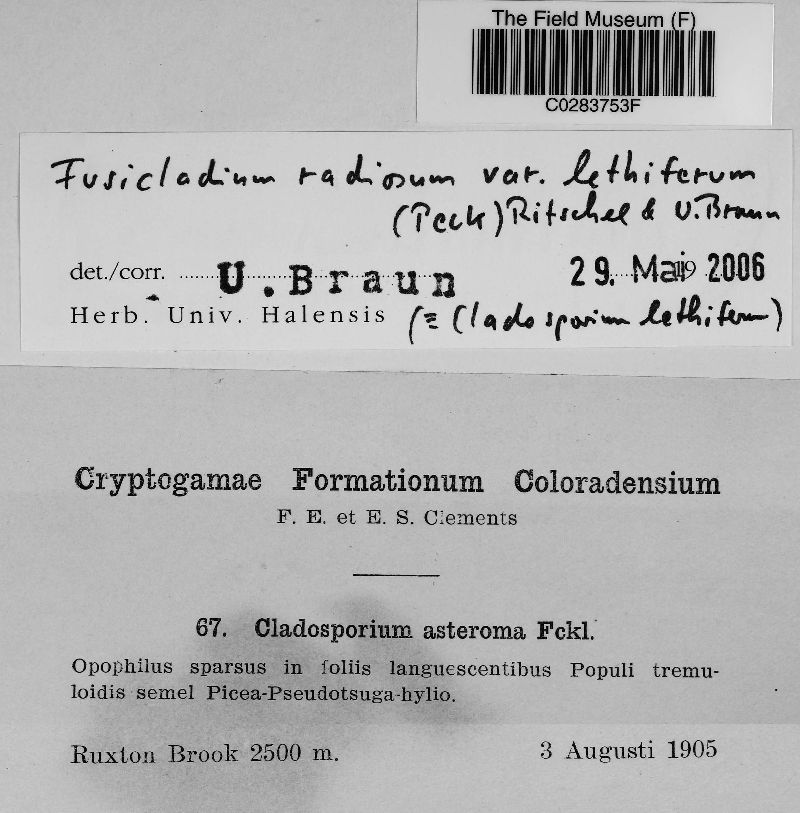 The Field Museum (F)
C0283753F
Fusicladium radiosum var. lethiferum
(Peck) Ritschel & U. Braun
det./corr. U. Braun 29. Mai 2006
Herb. Univ. Halensis (≡ Cladosporium lethiferum)
Cryptogamae Formationum Coloradensium
F. E. et E. S. Clements
67. Cladosporium asteroma Fckl.
Opophilus sparsus in foliis languescentibus Populi tremu-
loidis semel Picea-Pseudotsuga-hylio.
Ruxton Brook 2500 m. 3 Augusti 1905